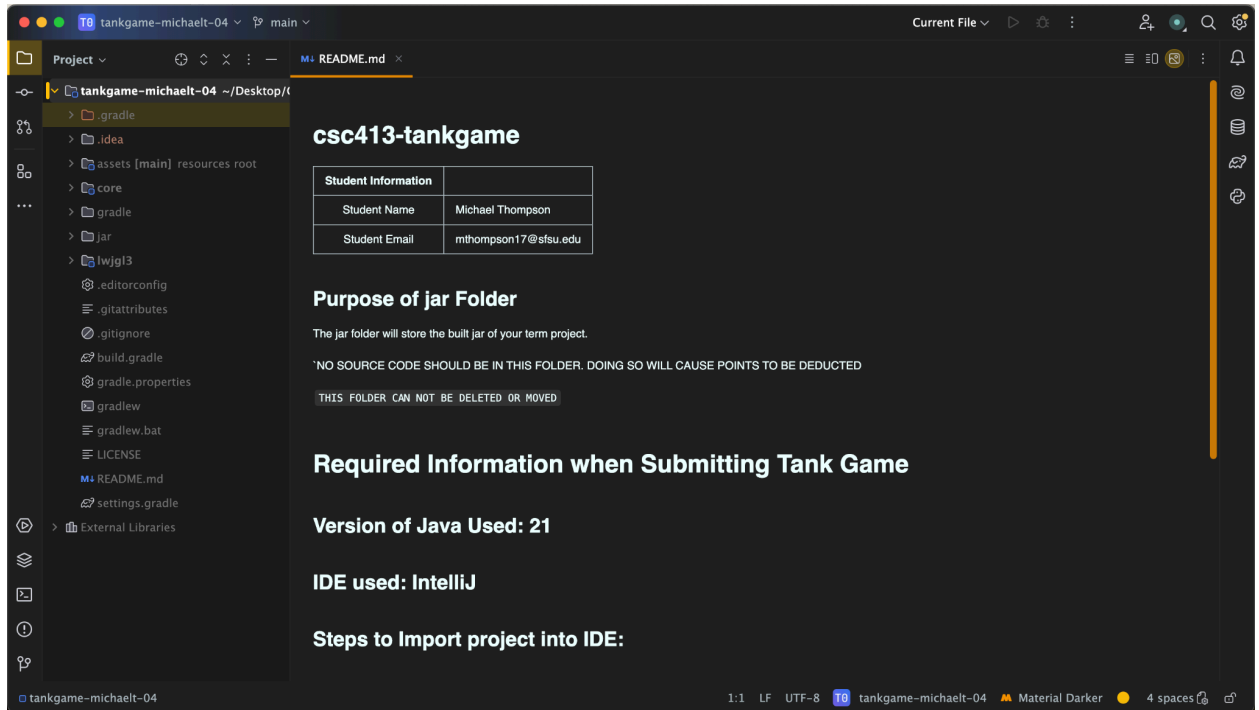 T0 tankgame-michaelt-04 main Current File
Project
M↓ README.md
tankgame-michaelt-04 ~/Desktop/
.gradle
.idea
assets [main] resources root
core
gradle
jar
lwjgl3
.editorconfig
.gitattributes
.gitignore
build.gradle
gradle.properties
gradlew
gradlew.bat
LICENSE
M↓ README.md
settings.gradle
External Libraries
csc413-tankgame
Student Information
Student Name Michael Thompson
Student Email mthompson17@sfsu.edu
Purpose of jar Folder
The jar folder will store the built jar of your term project.
`NO SOURCE CODE SHOULD BE IN THIS FOLDER. DOING SO WILL CAUSE POINTS TO BE DEDUCTED
THIS FOLDER CAN NOT BE DELETED OR MOVED
Required Information when Submitting Tank Game
Version of Java Used: 21
IDE used: IntelliJ
Steps to Import project into IDE:
tankgame-michaelt-04 1:1 LF UTF-8 T0 tankgame-michaelt-04 Material Darker 4 spaces